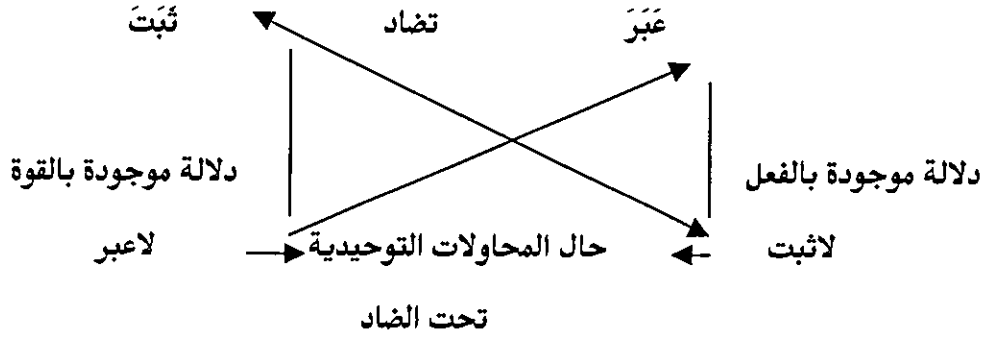 عَبَرَ تضاد ثَبَتَ
دلالة موجودة بالفعل دلالة موجودة بالقوة
لاثبت حال المحاولات التوحيدية لاعبر
تحت الضاد